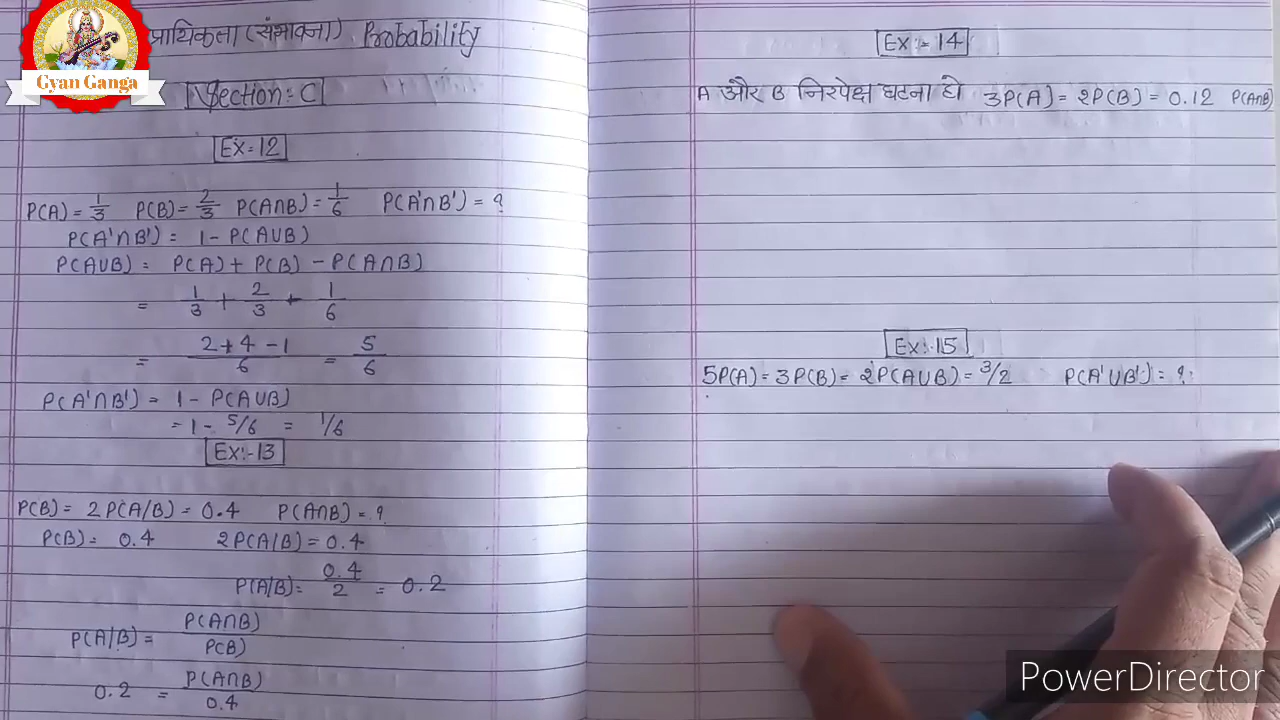 Gyan Ganga
प्रायिकता (संभावना) Probability
Section:- C
Ex:-12
P(A)= 1/3 P(B)= 2/3 P(A∩B)= 1/6 P(A'∩B') = ?
P(A'∩B') = 1- P(A∪B)
P(A∪B) = P(A) + P(B) - P(A∩B)
= 1/3 + 2/3 - 1/6
= 2+4-1/6 = 5/6
P(A'∩B') = 1- P(A∪B)
= 1- 5/6 = 1/6
Ex:-13
P(B)= 2P(A/B) = 0.4 P(A∩B) = ?
P(B)= 0.4 2P(A/B) = 0.4
P(A/B)= 0.4/2 = 0.2
P(A/B) = P(A∩B)/P(B)
0.2 = P(A∩B)/0.4
Ex:-14
A और B निरपेक्ष घटना हो 3P(A)= 2P(B) = 0.12 P(A∩B)
Ex:-15
5P(A)= 3P(B)= 2P(A∪B) = 3/2 P(A'∪B') = ?
PowerDirector